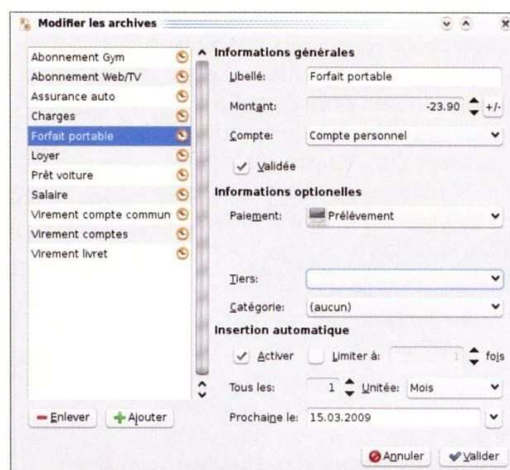 Modifier les archives
Abonnement Gym
Abonnement Web/TV
Assurance auto
Charges
Forfait portable
Loyer
Prêt voiture
Salaire
Virement compte commun
Virement comptes
Virement livret
Enlever
Ajouter
Informations générales
Libellé: Forfait portable
Montant: -23.90 +/-
Compte: Compte personnel
Validée
Informations optionelles
Paiement: Prélévement
Tiers:
Catégorie: (aucun)
Insertion automatique
Activer Limiter à: 1 fois
Tous les: 1 Unitée: Mois
Prochaine le: 15.03.2009
Annuler Valider